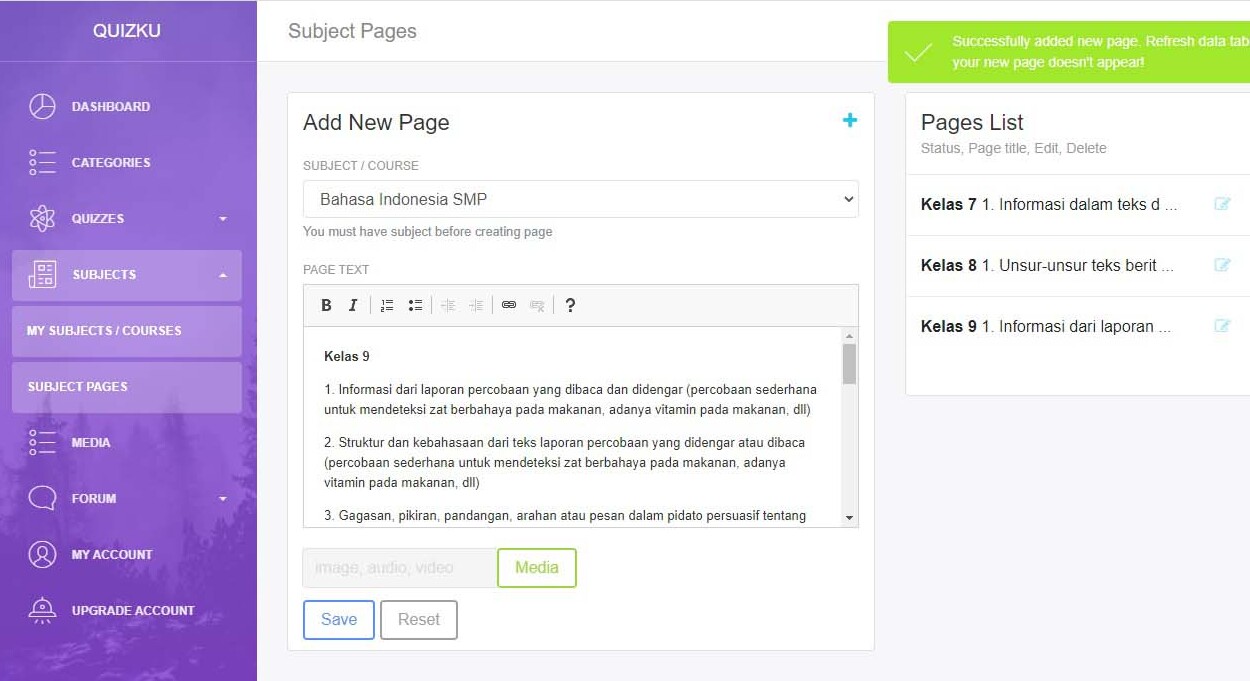 QUIZKU
DASHBOARD
CATEGORIES
QUIZZES
SUBJECTS
MY SUBJECTS / COURSES
SUBJECT PAGES
MEDIA
FORUM
MY ACCOUNT
UPGRADE ACCOUNT
Subject Pages
Successfully added new page. Refresh data tab
your new page doesn't appear!
Add New Page
SUBJECT / COURSE
Bahasa Indonesia SMP
You must have subject before creating page
PAGE TEXT
B I ?
Kelas 9
1. Informasi dari laporan percobaan yang dibaca dan didengar (percobaan sederhana
untuk mendeteksi zat berbahaya pada makanan, adanya vitamin pada makanan, dll)
2. Struktur dan kebahasaan dari teks laporan percobaan yang didengar atau dibaca
(percobaan sederhana untuk mendeteksi zat berbahaya pada makanan, adanya
vitamin pada makanan, dll)
3. Gagasan, pikiran, pandangan, arahan atau pesan dalam pidato persuasif tentang
image, audio, video
Media
Save
Reset
Pages List
Status, Page title, Edit, Delete
Kelas 7 1. Informasi dalam teks d ...
Kelas 8 1. Unsur-unsur teks berit ...
Kelas 9 1. Informasi dari laporan ...